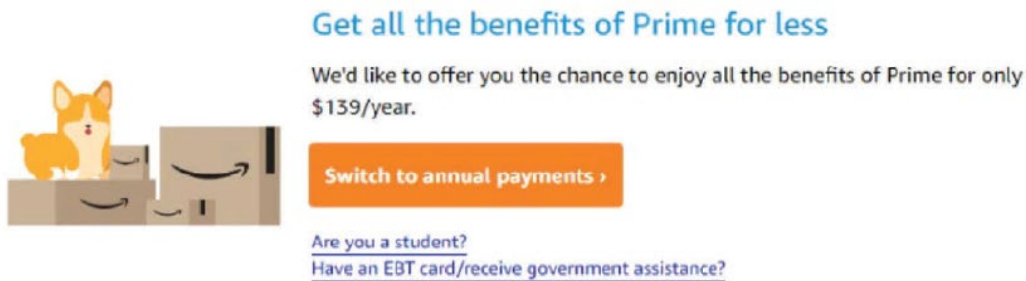 Get all the benefits of Prime for less
We'd like to offer you the chance to enjoy all the benefits of Prime for only
$139/year.
Switch to annual payments ›
Are you a student?
Have an EBT card/receive government assistance?